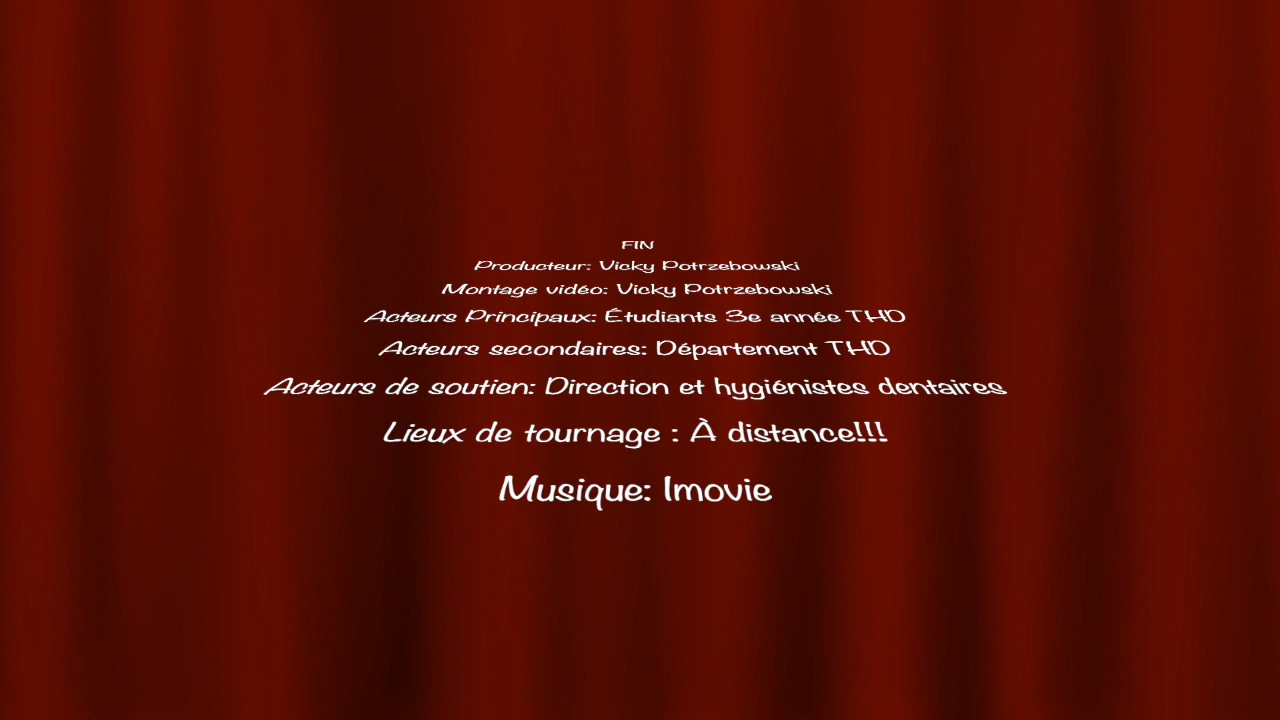 FIN
Producteur: Vicky Potrzebowski
Montage vidéo: Vicky Potrzebowski
Acteurs Principaux: Étudiants 3e année THD
Acteurs secondaires: Département THD
Acteurs de soutien: Direction et hygiénistes dentaires
Lieux de tournage : À distance!!!
Musique: Imovie